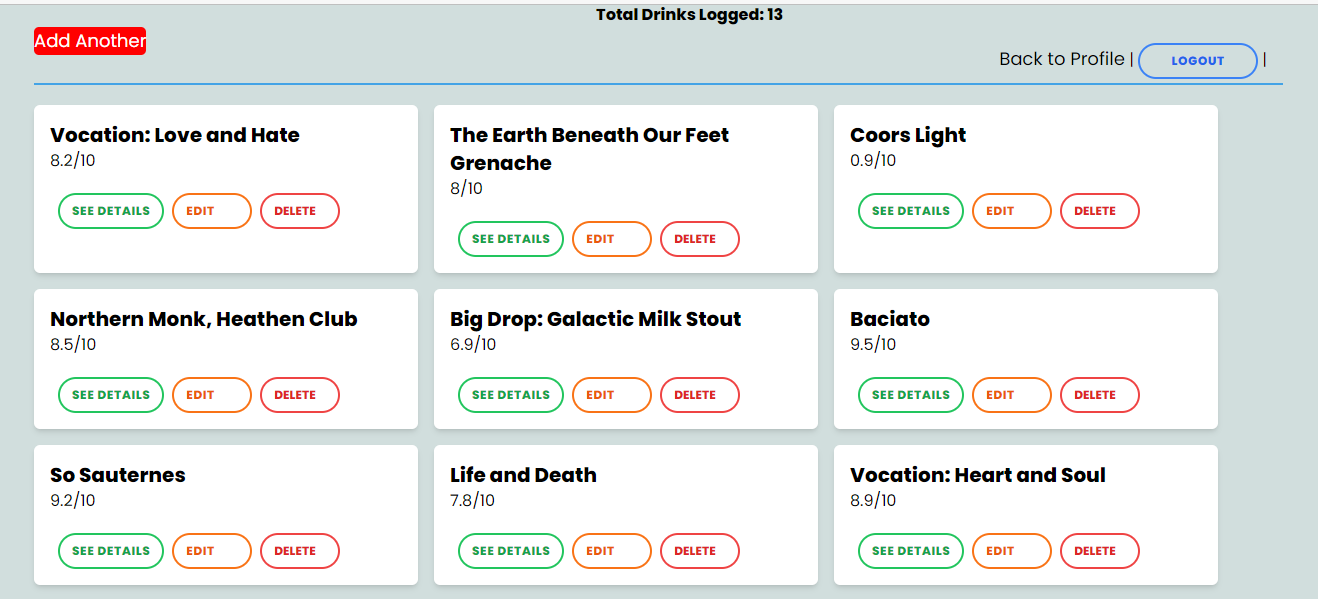 Total Drinks Logged: 13
Add Another
Back to Profile | LOGOUT |
Vocation: Love and Hate
8.2/10
SEE DETAILS EDIT DELETE
The Earth Beneath Our Feet
Grenache
8/10
SEE DETAILS EDIT DELETE
Coors Light
0.9/10
SEE DETAILS EDIT DELETE
Northern Monk, Heathen Club
8.5/10
SEE DETAILS EDIT DELETE
Big Drop: Galactic Milk Stout
6.9/10
SEE DETAILS EDIT DELETE
Baciato
9.5/10
SEE DETAILS EDIT DELETE
So Sauternes
9.2/10
SEE DETAILS EDIT DELETE
Life and Death
7.8/10
SEE DETAILS EDIT DELETE
Vocation: Heart and Soul
8.9/10
SEE DETAILS EDIT DELETE